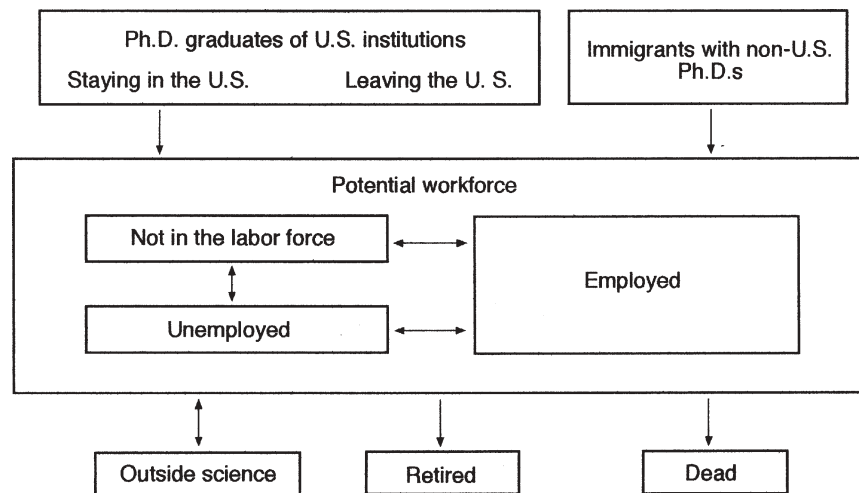 Ph.D. graduates of U.S. institutions
Staying in the U.S. Leaving the U. S.
Immigrants with non-U.S.
Ph.D.s
Potential workforce
Not in the labor force
Employed
Unemployed
Outside science
Retired
Dead